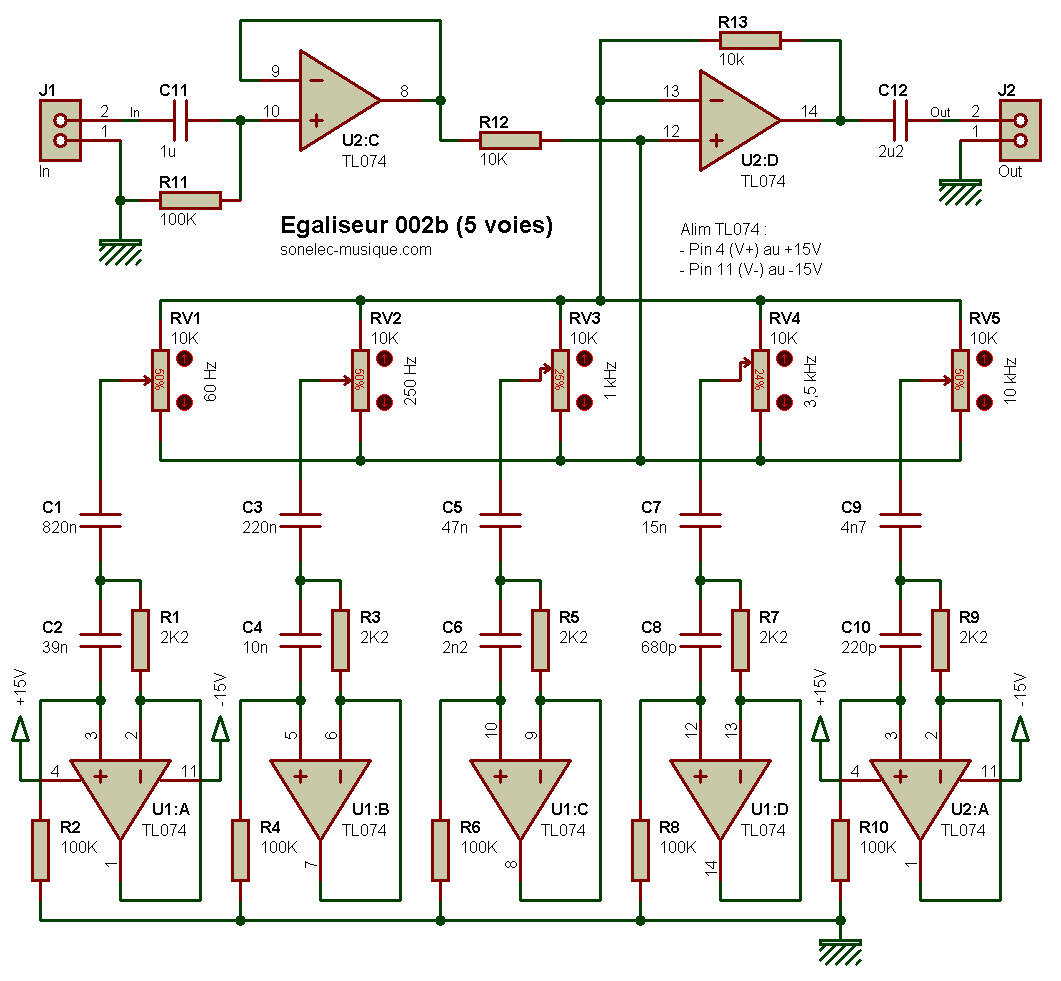 R13
10k
J1
2
1
In
C11
In
1u
9
10
8
U2:C
TL074
R12
10K
13
12
14
U2:D
TL074
C12
2u2
Out
J2
2
1
Out
R11
100K
Egaliseur 002b (5 voies)
sonelec-musique.com
Alim TL074 :
- Pin 4 (V+) au +15V
- Pin 11 (V-) au -15V
RV1
10K
50%
60 Hz
RV2
10K
50%
250 Hz
RV3
10K
25%
1 kHz
RV4
10K
24%
3,5 kHz
RV5
10K
50%
10 kHz
C1
820n
C3
220n
C5
47n
C7
15n
C9
4n7
C2
39n
R1
2K2
C4
10n
R3
2K2
C6
2n2
R5
2K2
C8
680p
R7
2K2
C10
220p
R9
2K2
+15V
-15V
+15V
-15V
3
2
4
11
U1:A
TL074
1
R2
100K
5
6
U1:B
TL074
7
R4
100K
10
9
U1:C
TL074
8
R6
100K
12
13
U1:D
TL074
14
R8
100K
3
2
4
11
U2:A
TL074
1
R10
100K